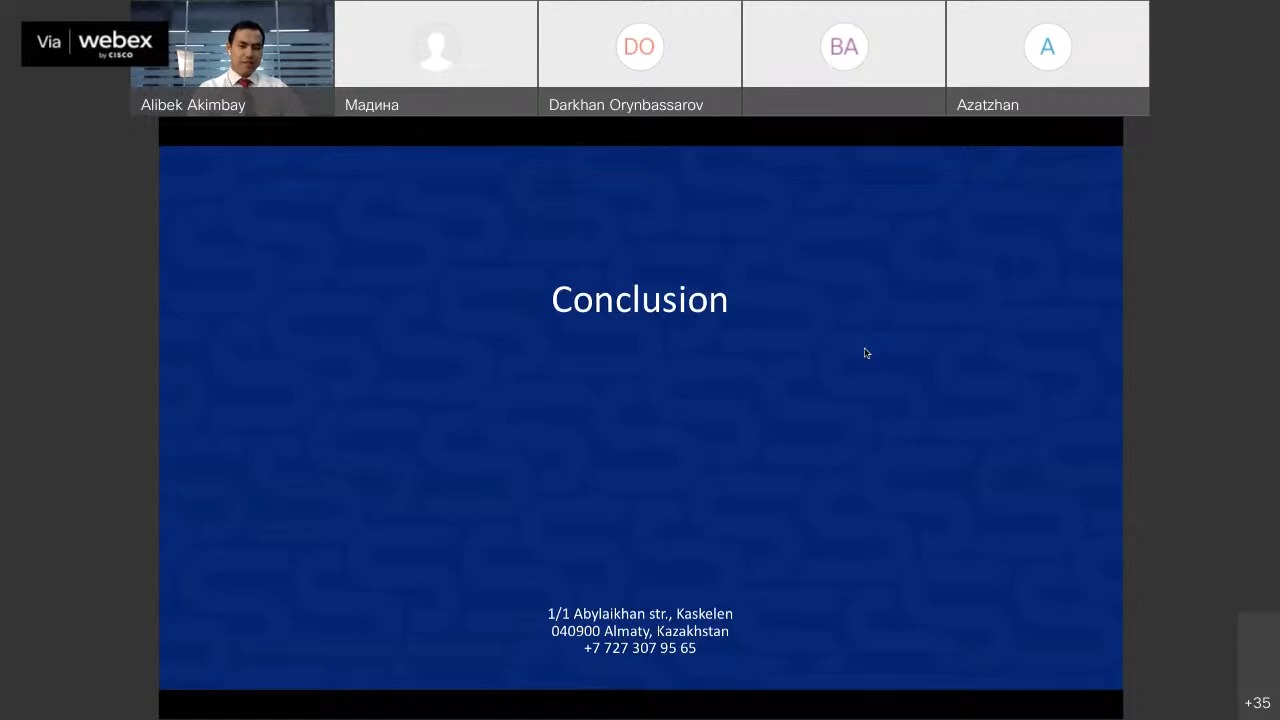 Via webex
by CISCO
DO
BA
A
Alibek Akimbay
Мадина
Darkhan Orynbassarov
Azatzhan
Conclusion
1/1 Abylaikhan str., Kaskelen
040900 Almaty, Kazakhstan
+7 727 307 95 65
+35